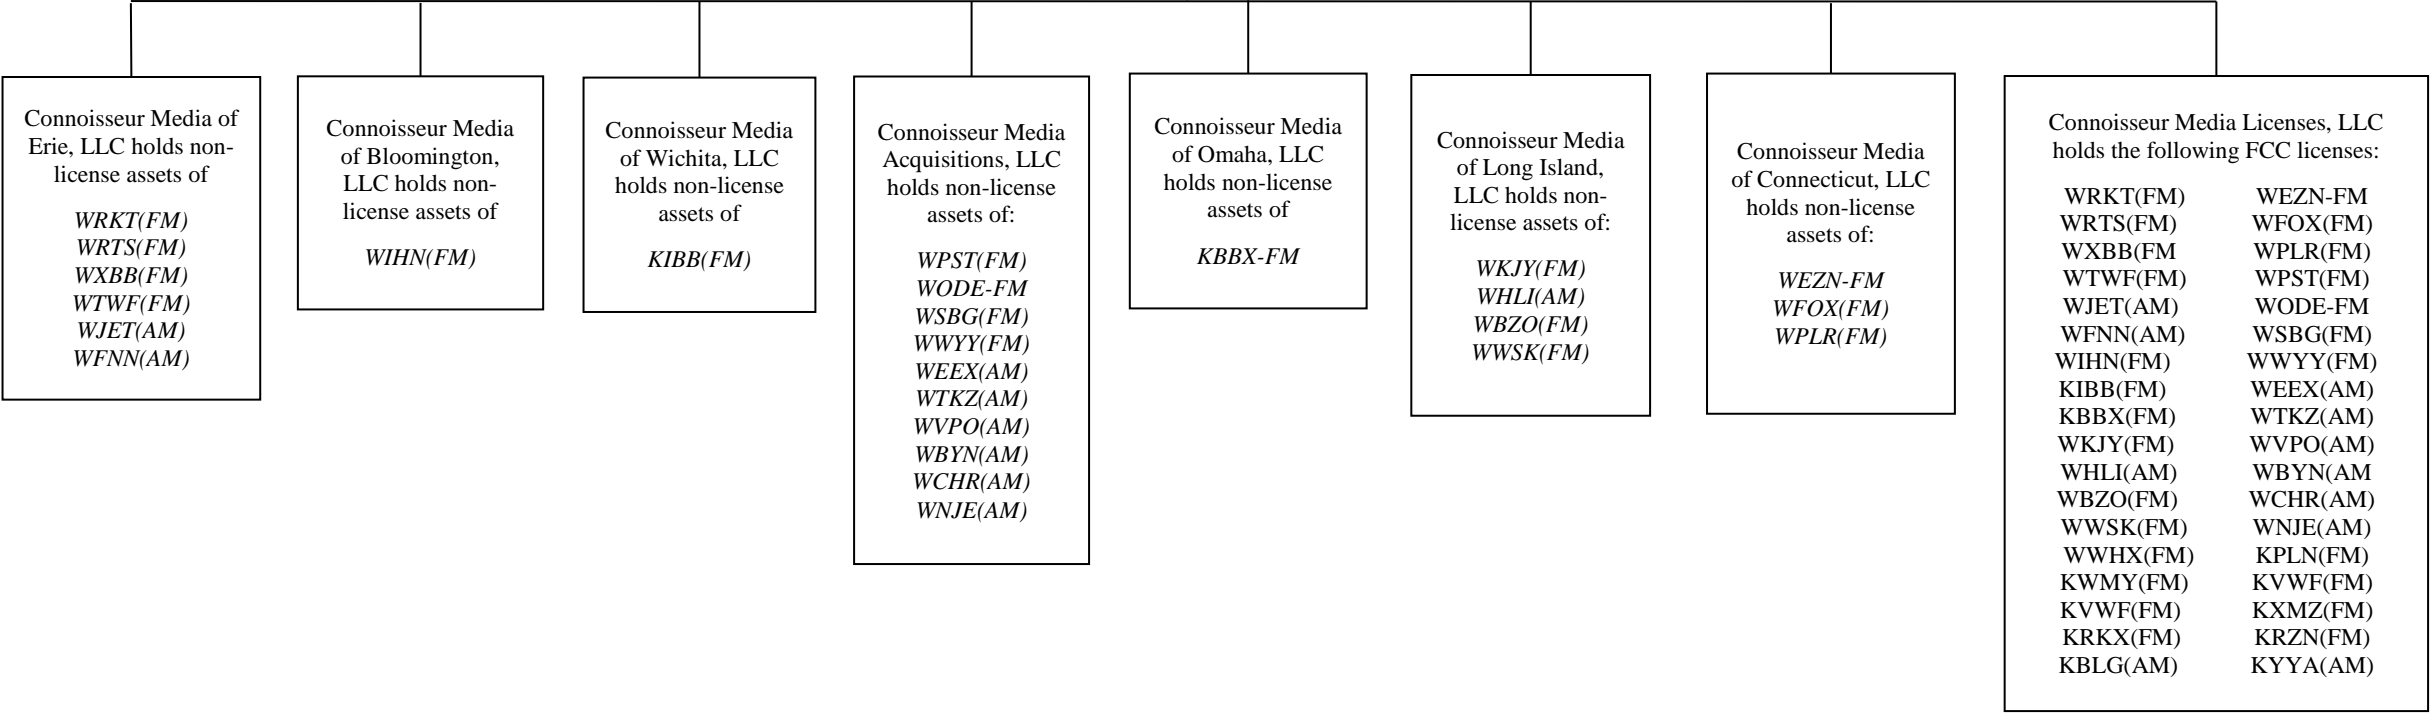 Connoisseur Media of
Erie, LLC holds non-
license assets of
WRKT(FM)
WRTS(FM)
WXBB(FM)
WTWF(FM)
WJET(AM)
WFNN(AM)
Connoisseur Media
of Bloomington,
LLC holds non-
license assets of
WIHN(FM)
Connoisseur Media
of Wichita, LLC
holds non-license
assets of
KIBB(FM)
Connoisseur Media
Acquisitions, LLC
holds non-license
assets of:
WPST(FM)
WODE-FM
WSBG(FM)
WWYY(FM)
WEEX(AM)
WTKZ(AM)
WVPO(AM)
WBYN(AM)
WCHR(AM)
WNJE(AM)
Connoisseur Media
of Omaha, LLC
holds non-license
assets of
KBBX-FM
Connoisseur Media
of Long Island,
LLC holds non-
license assets of:
WKJY(FM)
WHLI(AM)
WBZO(FM)
WWSK(FM)
Connoisseur Media
of Connecticut, LLC
holds non-license
assets of:
WEZN-FM
WFOX(FM)
WPLR(FM)
Connoisseur Media Licenses, LLC
holds the following FCC licenses:
WRKT(FM) WEZN-FM
WRTS(FM) WFOX(FM)
WXBB(FM WPLR(FM)
WTWF(FM) WPST(FM)
WJET(AM) WODE-FM
WFNN(AM) WSBG(FM)
WIHN(FM) WWYY(FM)
KIBB(FM) WEEX(AM)
KBBX(FM) WTKZ(AM)
WKJY(FM) WVPO(AM)
WHLI(AM) WBYN(AM
WBZO(FM) WCHR(AM)
WWSK(FM) WNJE(AM)
WWHX(FM) KPLN(FM)
KWMY(FM) KVWF(FM)
KVWF(FM) KXMZ(FM)
KRKX(FM) KRZN(FM)
KBLG(AM) KYYA(AM)